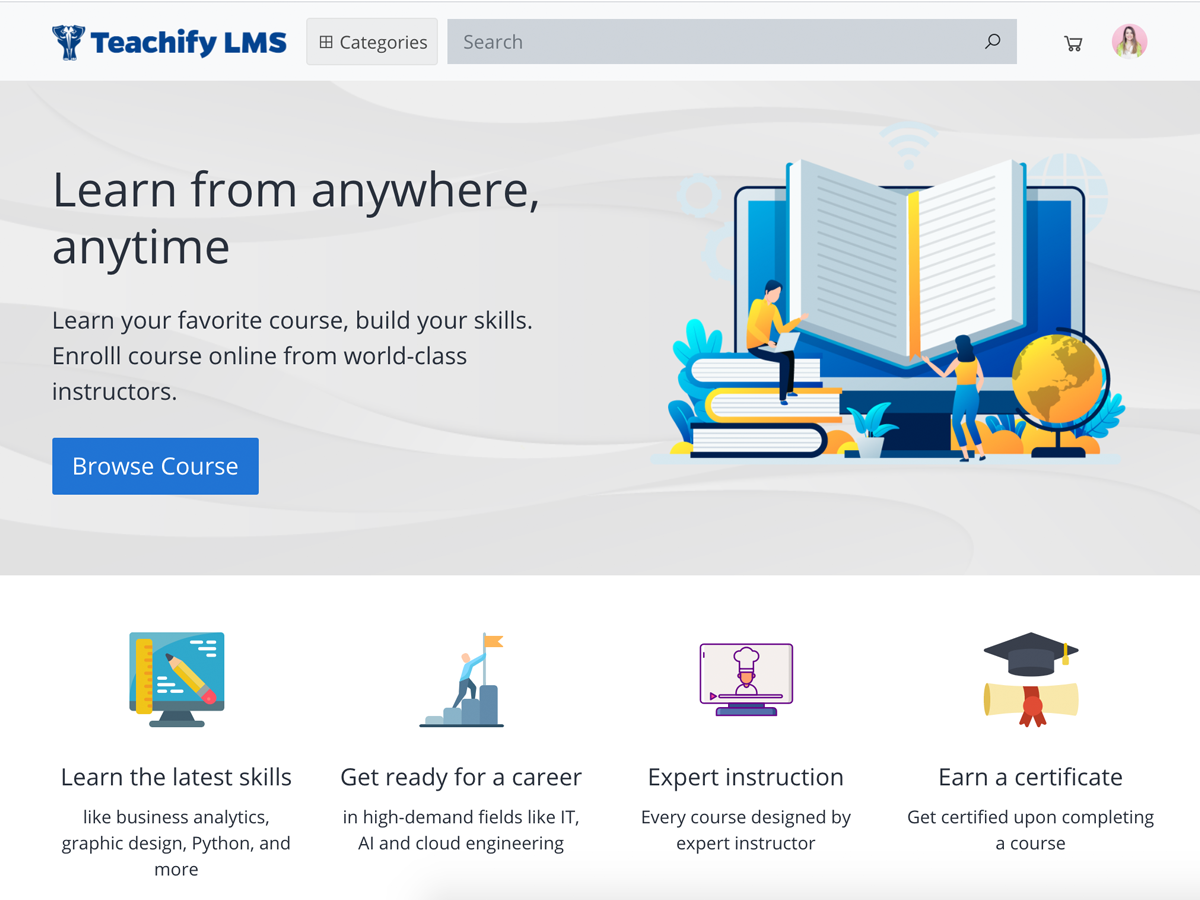 Teachify LMS
Categories
Search
Learn from anywhere,
anytime
Learn your favorite course, build your skills.
Enrolll course online from world-class
instructors.
Browse Course
Learn the latest skills
like business analytics,
graphic design, Python, and
more
Get ready for a career
in high-demand fields like IT,
AI and cloud engineering
Expert instruction
Every course designed by
expert instructor
Earn a certificate
Get certified upon completing
a course